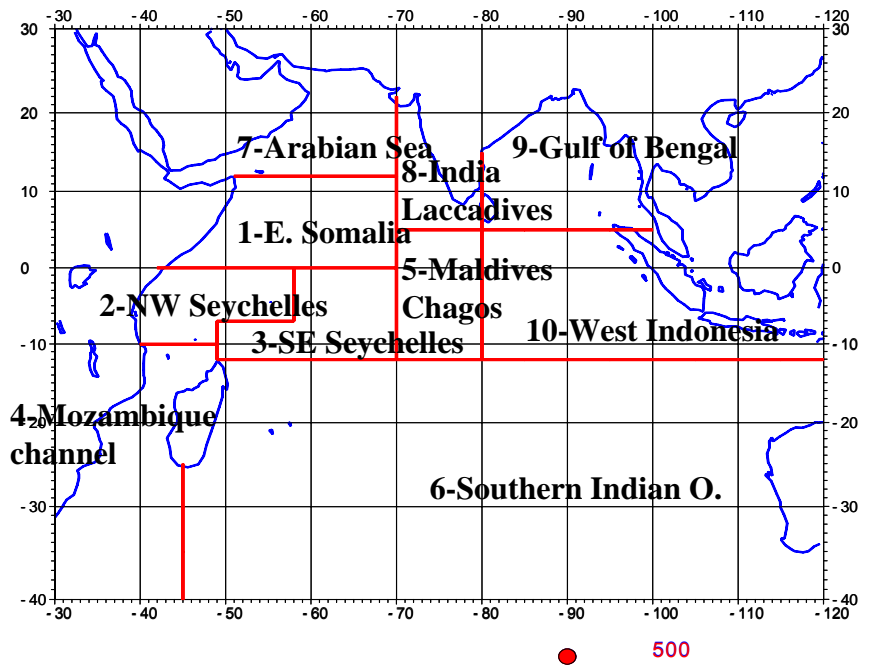 -30 -40 -50 -60 -70 -80 -90 -100 -110 -120
30 30
20 20
7-Arabian Sea 9-Gulf of Bengal
8-India
10 10
Laccadives
1-E. Somalia
0 0
5-Maldives
Chagos
2-NW Seychelles
10-West Indonesia
3-SE Seychelles
-10 -10
4-Mozambique
-20 -20
channel
6-Southern Indian O.
-30 -30
-40 -40
-30 -40 -50 -60 -70 -80 -90 -100 -110 -120
500